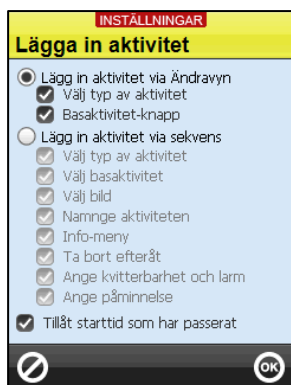 INSTÄLLNINGAR
Lägga in aktivitet
Lägg in aktivitet via Ändravyn
Välj typ av aktivitet
Basaktivitet-knapp
Lägg in aktivitet via sekvens
Välj typ av aktivitet
Välj basaktivitet
Välj bild
Namnge aktiviteten
Info-meny
Ta bort efteråt
Ange kvitterbarhet och larm
Ange påminnelse
Tillåt starttid som har passerat
OK